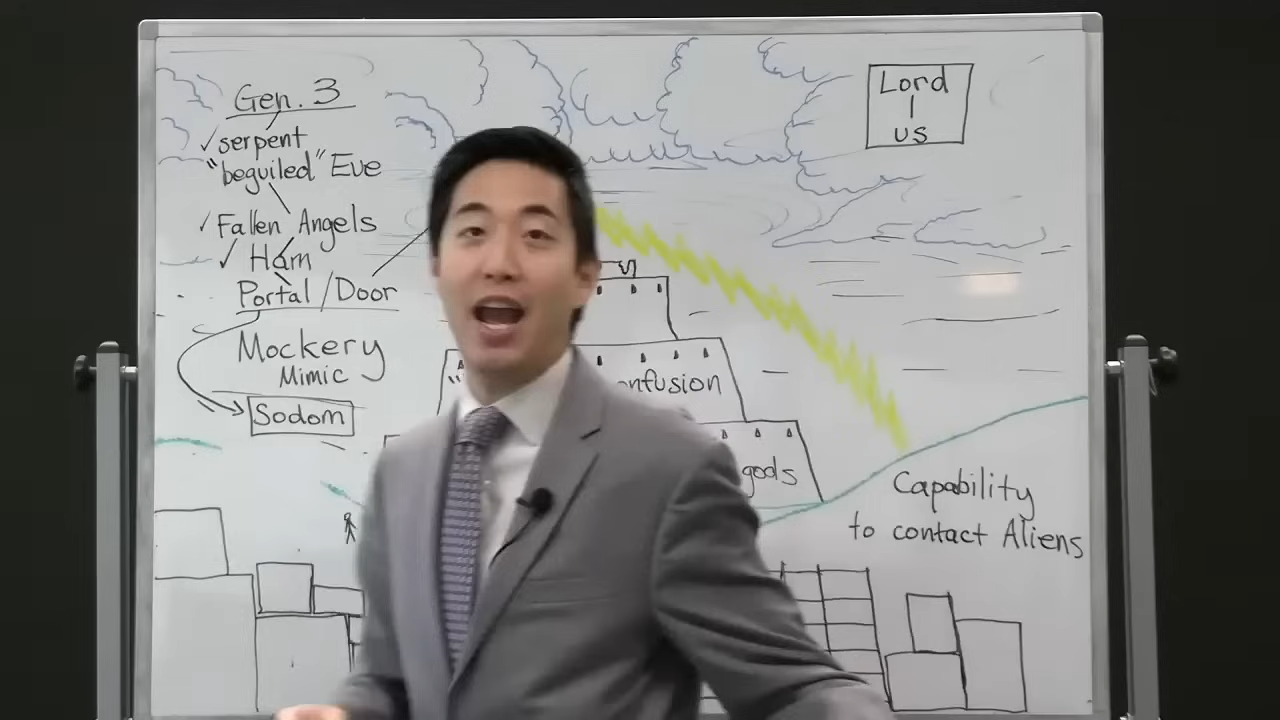 Gen. 3
✓serpent
"beguiled" Eve
✓Fallen Angels
✓ Ham
Portal /Door
Mockery
Mimic
Sodom
Lord
us
onfusion
gods
Capability
to contact Aliens